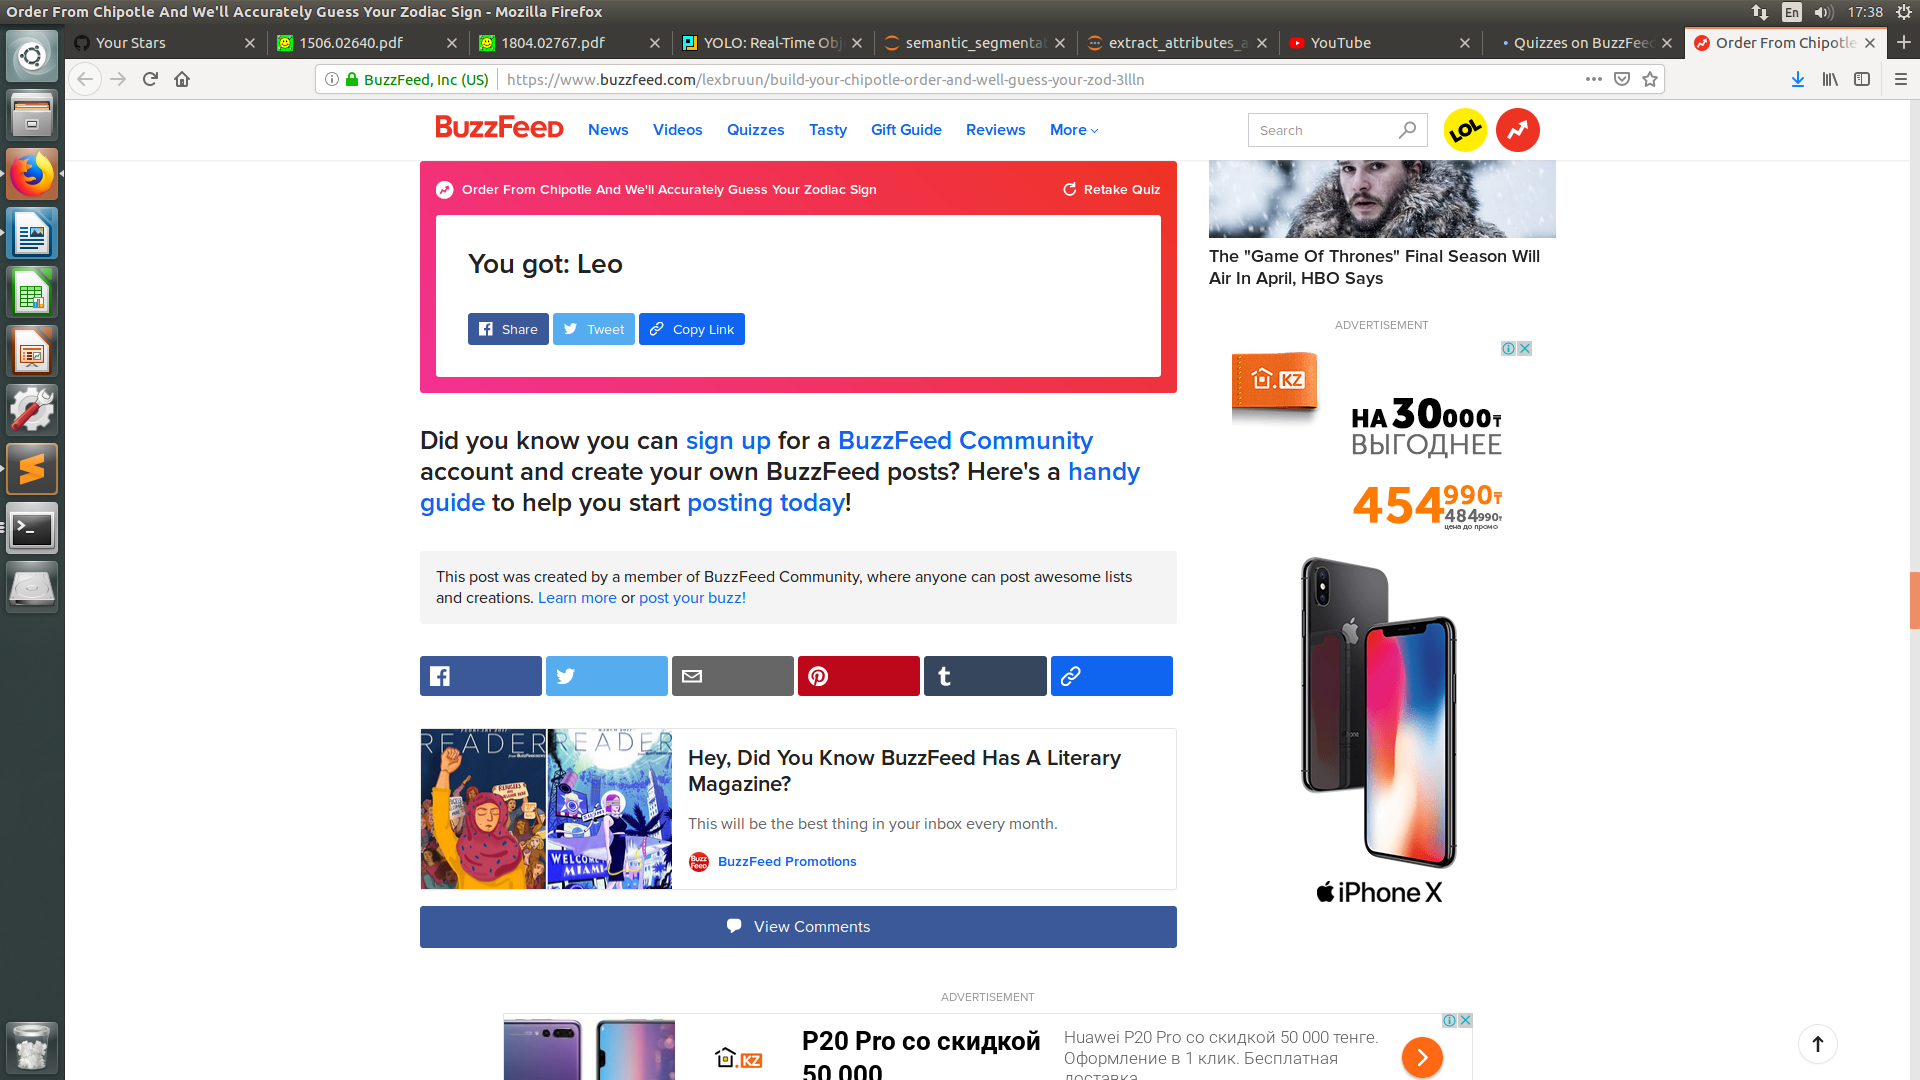 Order From Chipotle And We'll Accurately Guess Your Zodiac Sign - Mozilla Firefox
En
17:38
Your Stars
1506.02640.pdf
1804.02767.pdf
YOLO: Real-Time Obj
semantic_segmentat
extract_attributes_a
YouTube
Quizzes on BuzzFeed
Order From Chipotle
BuzzFeed, Inc (US)
https://www.buzzfeed.com/lexbruun/build-your-chipotle-order-and-well-guess-your-zod-3llln
BuzzFeed
News
Videos
Quizzes
Tasty
Gift Guide
Reviews
More
Search
LOL
Order From Chipotle And We'll Accurately Guess Your Zodiac Sign
Retake Quiz
You got: Leo
Share
Tweet
Copy Link
Did you know you can sign up for a BuzzFeed Community
account and create your own BuzzFeed posts? Here's a handy
guide to help you start posting today!
This post was created by a member of BuzzFeed Community, where anyone can post awesome lists
and creations. Learn more or post your buzz!
READER
READER
WELCOME
MIAMI
Hey, Did You Know BuzzFeed Has A Literary
Magazine?
This will be the best thing in your inbox every month.
Buzz
Feed
BuzzFeed Promotions
View Comments
The "Game Of Thrones" Final Season Will
Air In April, HBO Says
ADVERTISEMENT
.KZ
НА 30000₸
ВЫГОДНЕЕ
454990₸
484990₸
цена до промо
iPhone X
ADVERTISEMENT
.KZ
P20 Pro со скидкой
50 000
Huawei P20 Pro со скидкой 50 000 тенге.
Оформление в 1 клик. Бесплатная
доставка